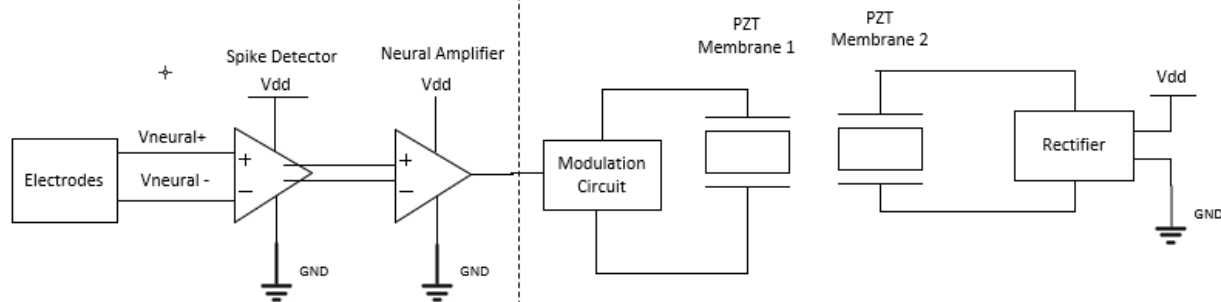 PZT
Membrane 1
PZT
Membrane 2
Spike Detector
Neural Amplifier
Vdd
Vdd
Vdd
Vneural+
Vneural -
Electrodes
+
−
+
−
Modulation
Circuit
Rectifier
GND
GND
GND